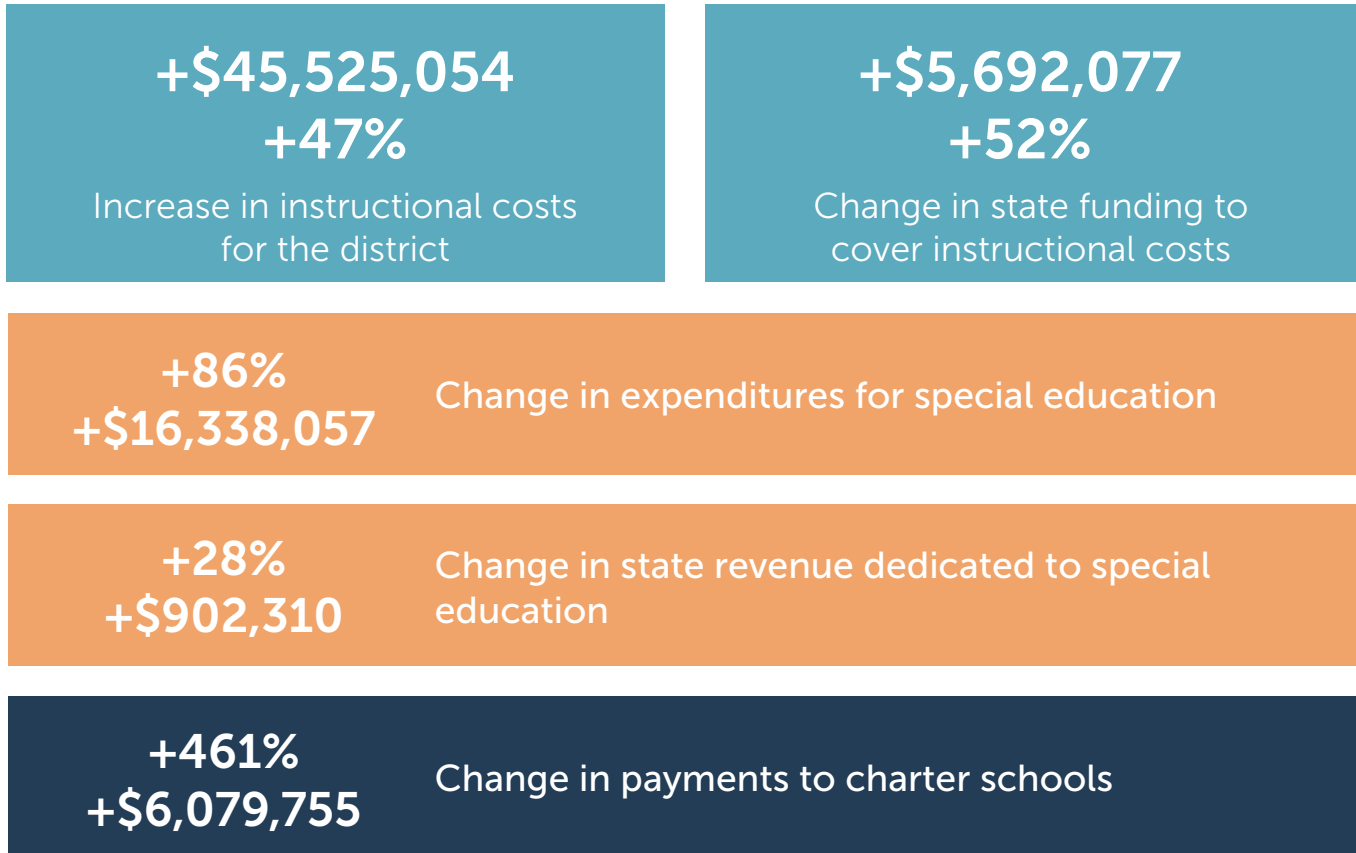 +$45,525,054
+47%
Increase in instructional costs
for the district
+$5,692,077
+52%
Change in state funding to
cover instructional costs
+86%
+$16,338,057
Change in expenditures for special education
+28%
+$902,310
Change in state revenue dedicated to special
education
+461%
+$6,079,755
Change in payments to charter schools